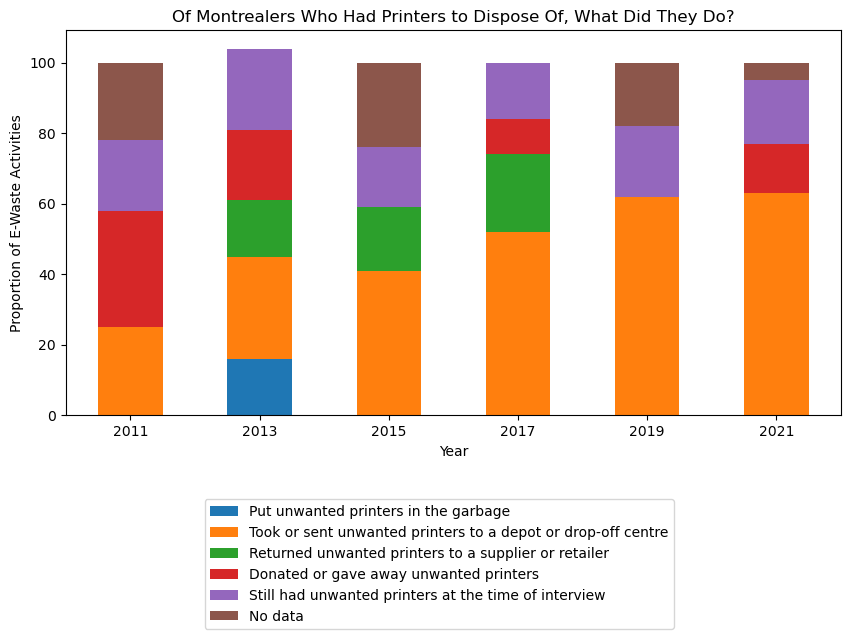 Of Montrealers Who Had Printers to Dispose Of, What Did They Do?
Proportion of E-Waste Activities
100
80
60
40
20
0
2011 2013 2015 2017 2019 2021
Year
Put unwanted printers in the garbage
Took or sent unwanted printers to a depot or drop-off centre
Returned unwanted printers to a supplier or retailer
Donated or gave away unwanted printers
Still had unwanted printers at the time of interview
No data